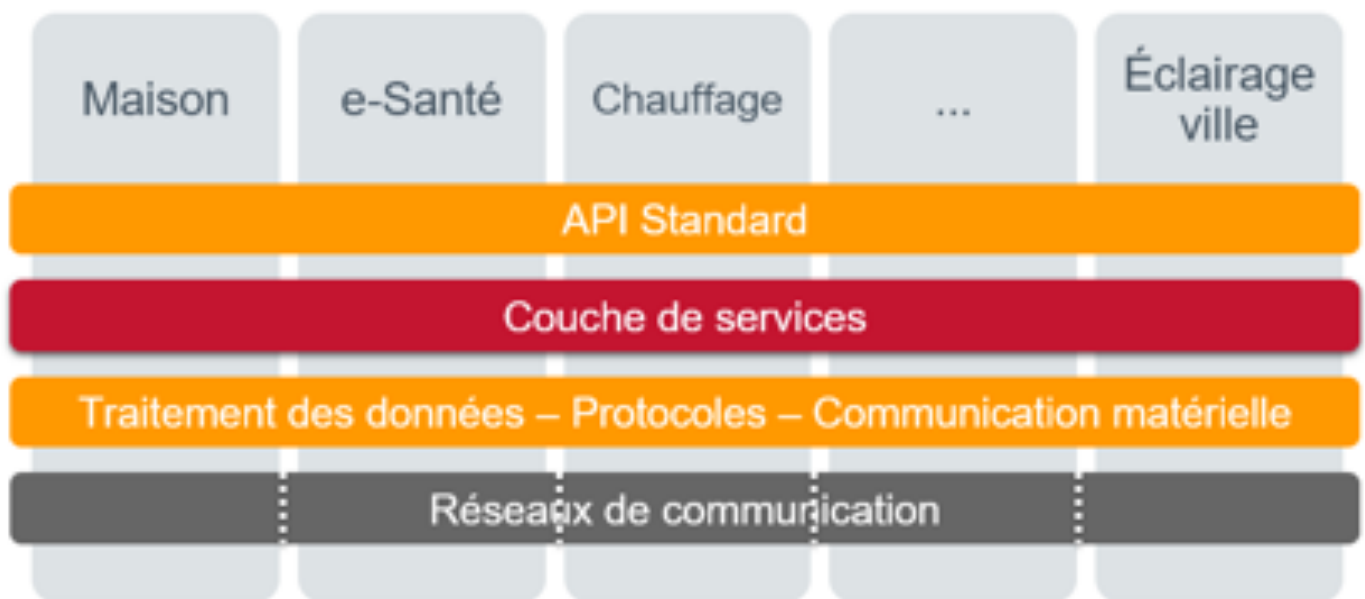 Maison
e-Santé
Chauffage
...
Éclairage
ville
API Standard
Couche de services
Traitement des données – Protocoles – Communication matérielle
Réseaux de communication